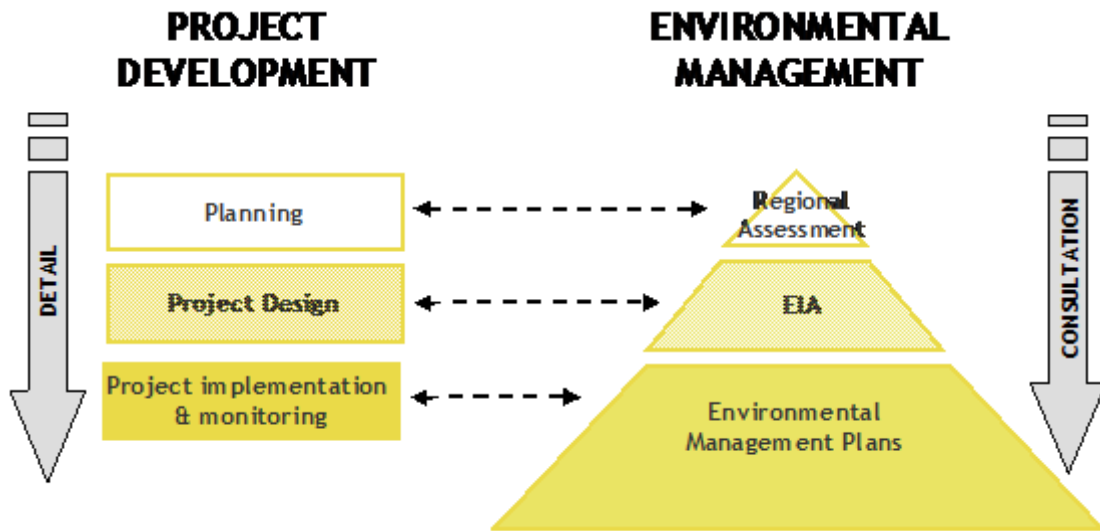 PROJECT
DEVELOPMENT
ENVIRONMENTAL
MANAGEMENT
DETAIL
Planning
Regional
Assessment
Project Design
EIA
Project implementation
& monitoring
Environmental
Management Plans
CONSULTATION